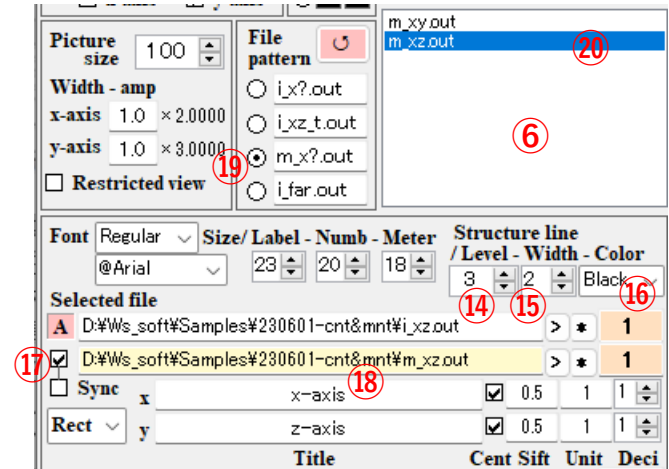 Picture size 100
Width - amp
x-axis 1.0 × 2.0000
y-axis 1.0 × 3.0000
Restricted view
File pattern ↺
i_x?.out
i_xz_t.out
⑲ m_x?.out
i_far.out
m_xy.out
m_xz.out ⑳
⑥
Font Regular Size/ Label - Numb - Meter
@Arial 23 20 18
Structure line
/ Level - Width - Color
3 2 Black
⑭ ⑮ ⑯
Selected file
A D:¥Ws_soft¥Samples¥230601-cnt&mnt¥i_xz.out > * 1
⑰ D:¥Ws_soft¥Samples¥230601-cnt&mnt¥m_xz.out > * 1
⑱
Sync x x-axis 0.5 1 1
Rect y z-axis 0.5 1 1
Title Cent Sift Unit Deci